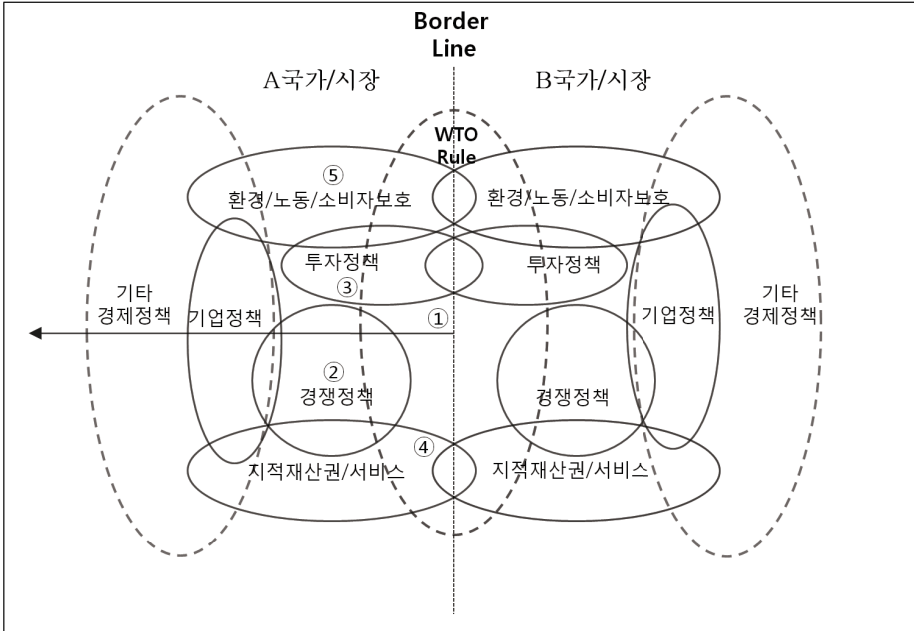 Border
Line
A국가/시장
B국가/시장
WTO
Rule
⑤
환경/노동/소비자보호
환경/노동/소비자보호
투자정책
투자정책
③
기타
경제정책
기업정책
①
기업정책
기타
경제정책
②
경쟁정책
경쟁정책
④
지적재산권/서비스
지적재산권/서비스